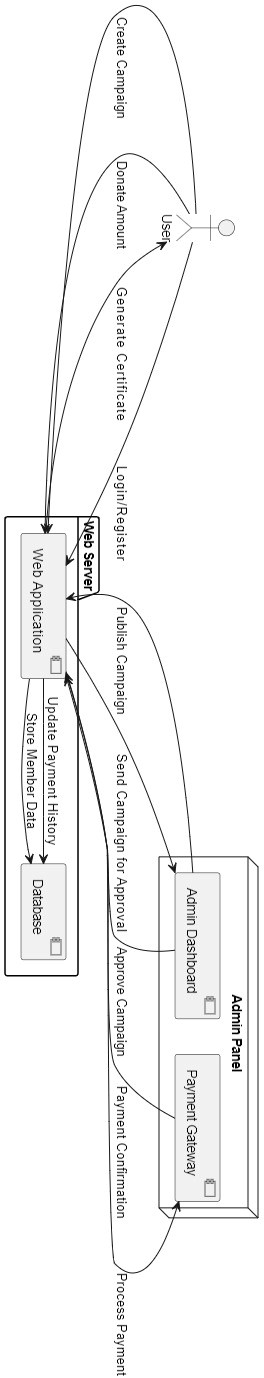 Create Campaign
Donate Amount
User
Generate Certificate
Login/Register
Web Server
Web Application
Publish Campaign
Update Payment History
Store Member Data
Send Campaign for Approval
Database
Admin Panel
Admin Dashboard
Approve Campaign
Payment Gateway
Payment Confirmation
Process Payment